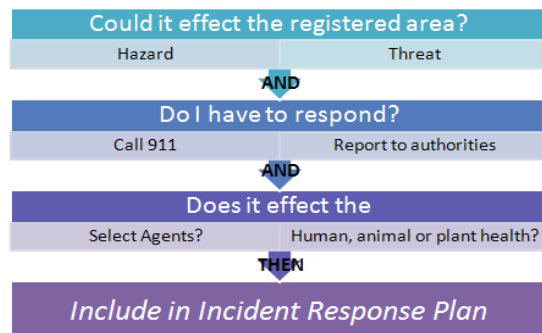 Could it effect the registered area?
Hazard Threat
AND
Do I have to respond?
Call 911 Report to authorities
AND
Does it effect the
Select Agents? Human, animal or plant health?
THEN
Include in Incident Response Plan